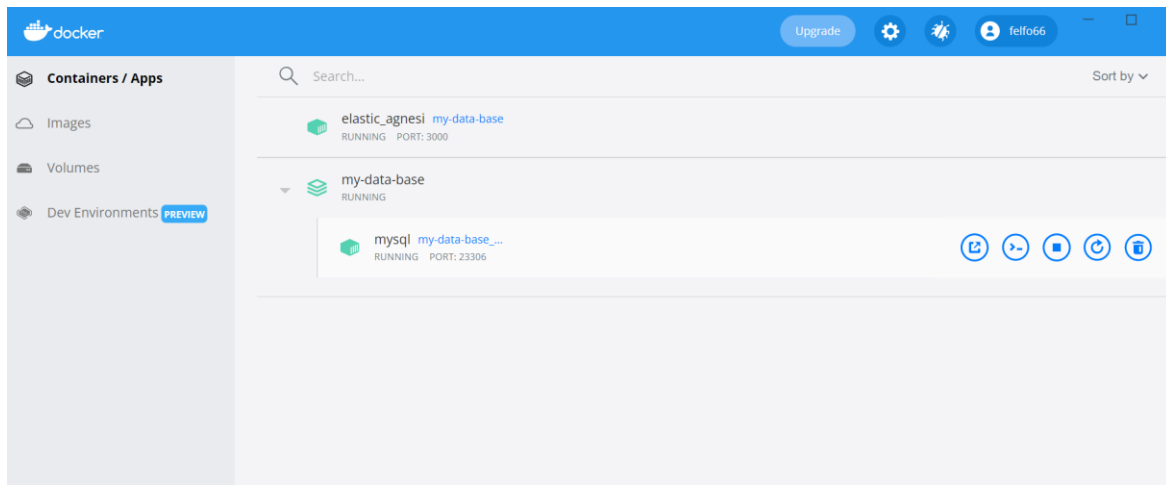 docker
Upgrade
felfo66
Containers / Apps
Images
Volumes
Dev Environments PREVIEW
Search...
Sort by
elastic_agnesi my-data-base
RUNNING PORT: 3000
my-data-base
RUNNING
mysql my-data-base_...
RUNNING PORT: 23306